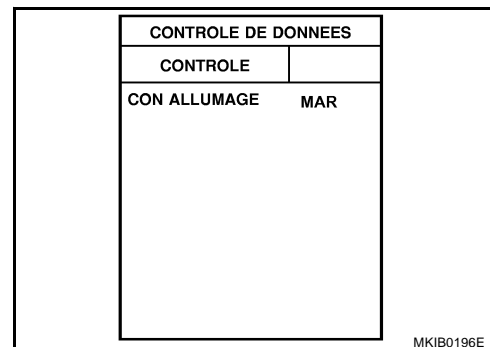 CONTROLE DE DONNEES
CONTROLE
CON ALLUMAGE MAR
MKIB0196E